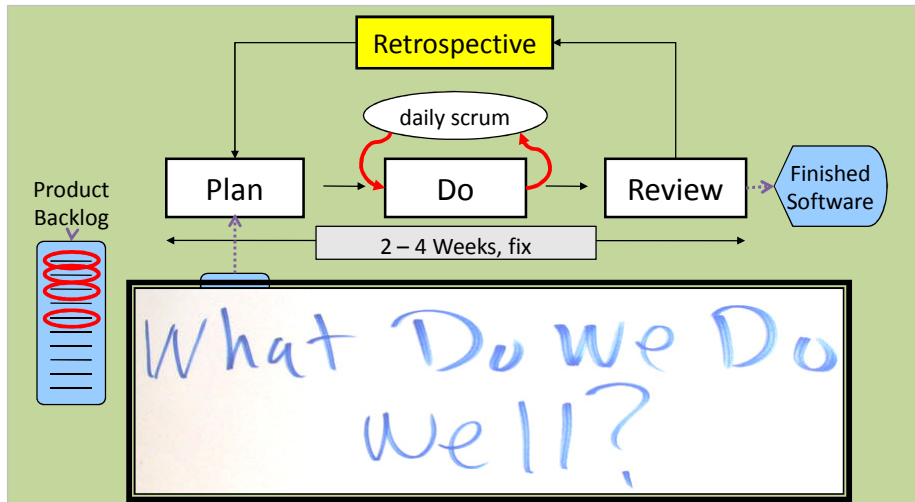 Retrospective
daily scrum
Plan
Do
Review
Finished
Software
Product
Backlog
2 – 4 Weeks, fix
What Do We Do
Well?